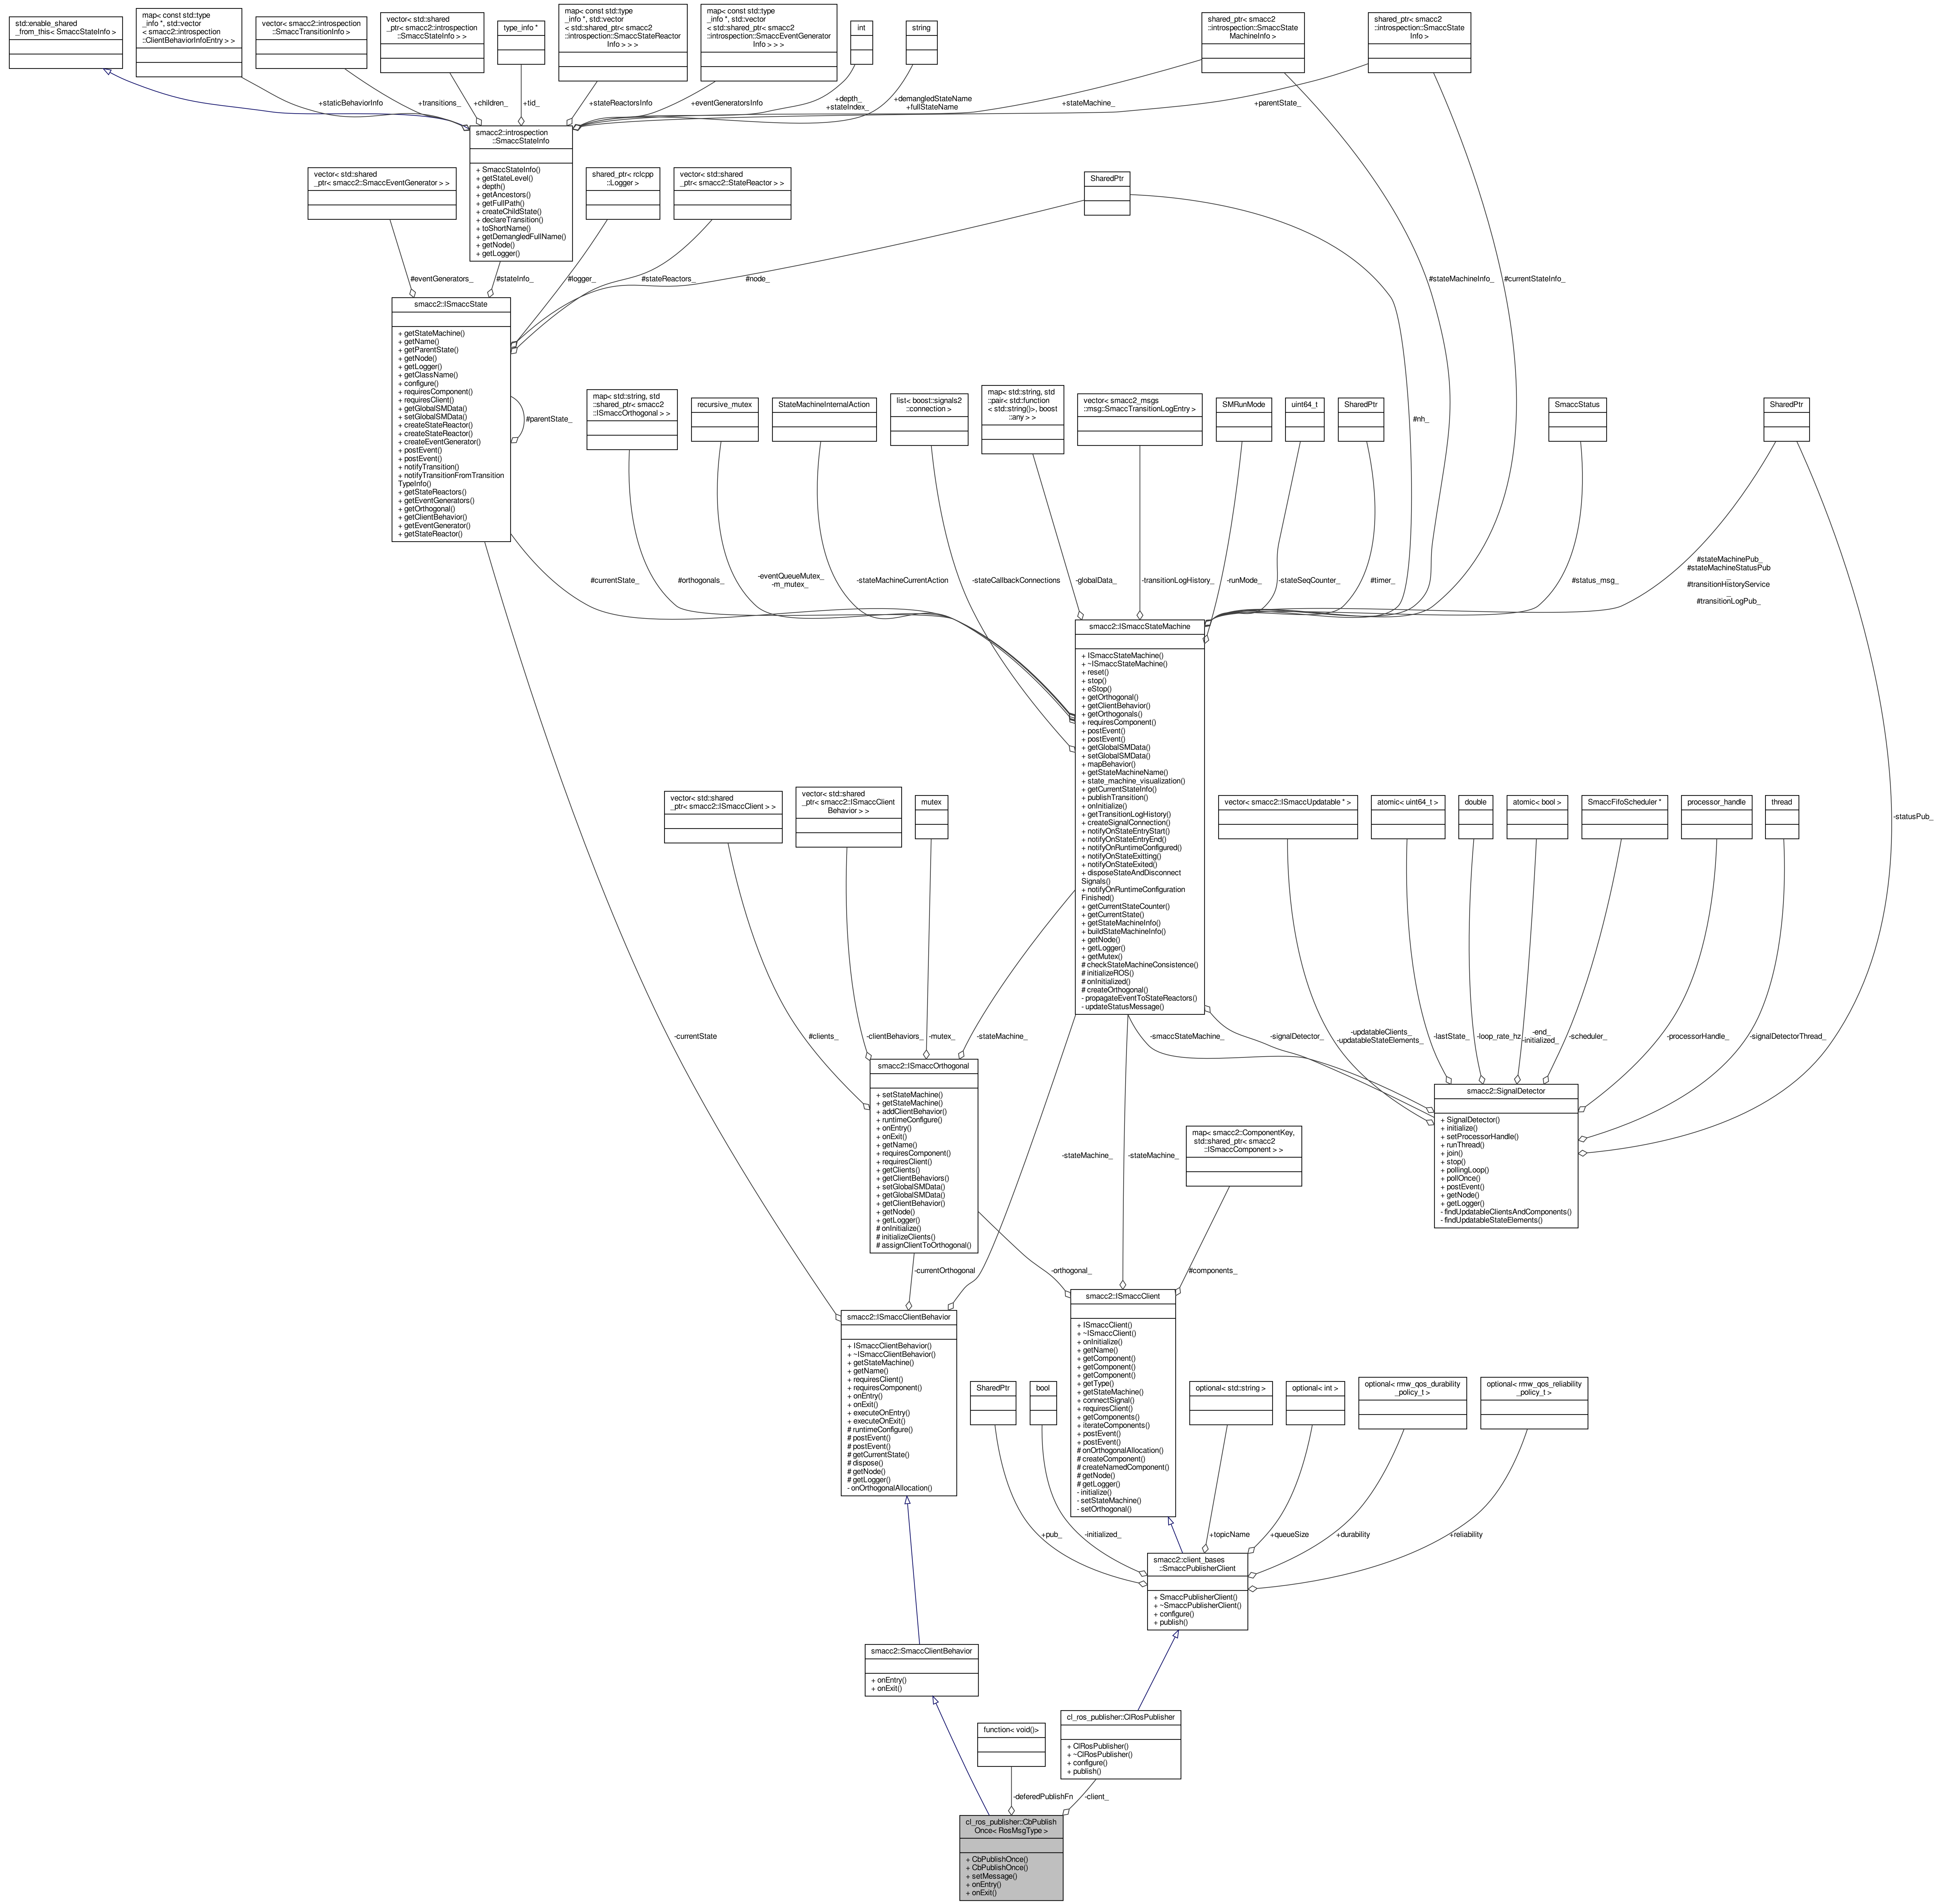 std::enable_shared
_from_this< SmaccStateInfo >
map< const std::type
_info *, std::vector
< smacc2::introspection
::ClientBehaviorInfoEntry > >
vector< smacc2::introspection
::SmaccTransitionInfo >
vector< std::shared
_ptr< smacc2::introspection
::SmaccStateInfo > >
type_info *
map< const std::type
_info *, std::vector
< std::shared_ptr< smacc2
::introspection::SmaccStateReactor
Info > > >
map< const std::type
_info *, std::vector
< std::shared_ptr< smacc2
::introspection::SmaccEventGenerator
Info > > >
int
string
shared_ptr< smacc2
::introspection::SmaccState
MachineInfo >
shared_ptr< smacc2
::introspection::SmaccState
Info >
+staticBehaviorInfo
+transitions_
+children_
+tid_
+stateReactorsInfo
+eventGeneratorsInfo
+depth_
+stateIndex_
+demangledStateName
+fullStateName
+stateMachine_
+parentState_
smacc2::introspection
::SmaccStateInfo
+ SmaccStateInfo()
+ getStateLevel()
+ depth()
+ getAncestors()
+ getFullPath()
+ createChildState()
+ declareTransition()
+ toShortName()
+ getDemangledFullName()
+ getNode()
+ getLogger()
vector< std::shared
_ptr< smacc2::SmaccEventGenerator > >
shared_ptr< rclcpp
::Logger >
vector< std::shared
_ptr< smacc2::StateReactor > >
SharedPtr
#eventGenerators_
#stateInfo_
#logger_
#stateReactors_
#node_
#stateMachineInfo_
#currentStateInfo_
smacc2::ISmaccState
+ getStateMachine()
+ getName()
+ getParentState()
+ getNode()
+ getLogger()
+ getClassName()
+ configure()
+ requiresComponent()
+ requiresClient()
+ getGlobalSMData()
+ setGlobalSMData()
+ createStateReactor()
+ createStateReactor()
+ createEventGenerator()
+ postEvent()
+ postEvent()
+ notifyTransition()
+ notifyTransitionFromTransition
TypeInfo()
+ getStateReactors()
+ getEventGenerators()
+ getOrthogonal()
+ getClientBehavior()
+ getEventGenerator()
+ getStateReactor()
#parentState_
map< std::string, std
::shared_ptr< smacc2
::ISmaccOrthogonal > >
recursive_mutex
StateMachineInternalAction
list< boost::signals2
::connection >
map< std::string, std
::pair< std::function
< std::string()>, boost
::any > >
vector< smacc2_msgs
::msg::SmaccTransitionLogEntry >
SMRunMode
uint64_t
SharedPtr
#nh_
SmaccStatus
SharedPtr
#currentState_
#orthogonals_
-eventQueueMutex_
-m_mutex_
-stateMachineCurrentAction
-stateCallbackConnections
-globalData_
-transitionLogHistory_
-runMode_
-stateSeqCounter_
#timer_
#status_msg_
#stateMachinePub_
#stateMachineStatusPub
_
#transitionHistoryService
_
#transitionLogPub_
smacc2::ISmaccStateMachine
+ ISmaccStateMachine()
+ ~ISmaccStateMachine()
+ reset()
+ stop()
+ eStop()
+ getOrthogonal()
+ getClientBehavior()
+ getOrthogonals()
+ requiresComponent()
+ postEvent()
+ postEvent()
+ getGlobalSMData()
+ setGlobalSMData()
+ mapBehavior()
+ getStateMachineName()
+ state_machine_visualization()
+ getCurrentStateInfo()
+ publishTransition()
+ onInitialize()
+ getTransitionLogHistory()
+ createSignalConnection()
+ notifyOnStateEntryStart()
+ notifyOnStateEntryEnd()
+ notifyOnRuntimeConfigured()
+ notifyOnStateExitting()
+ notifyOnStateExited()
+ disposeStateAndDisconnect
Signals()
+ notifyOnRuntimeConfiguration
Finished()
+ getCurrentStateCounter()
+ getCurrentState()
+ getStateMachineInfo()
+ buildStateMachineInfo()
+ getNode()
+ getLogger()
+ getMutex()
# checkStateMachineConsistence()
# initializeROS()
# onInitialized()
# createOrthogonal()
- propagateEventToStateReactors()
- updateStatusMessage()
vector< std::shared
_ptr< smacc2::ISmaccClient > >
vector< std::shared
_ptr< smacc2::ISmaccClient
Behavior > >
mutex
vector< smacc2::ISmaccUpdatable * >
atomic< uint64_t >
double
atomic< bool >
SmaccFifoScheduler *
processor_handle
thread
-statusPub_
-currentState
#clients_
-clientBehaviors_
-mutex_
-stateMachine_
-smaccStateMachine_
-signalDetector_
-updatableClients_
-updatableStateElements_
-lastState_
-loop_rate_hz
-end_
-initialized_
-scheduler_
-processorHandle_
-signalDetectorThread_
smacc2::ISmaccOrthogonal
+ setStateMachine()
+ getStateMachine()
+ addClientBehavior()
+ runtimeConfigure()
+ onEntry()
+ onExit()
+ getName()
+ requiresComponent()
+ requiresClient()
+ getClients()
+ getClientBehaviors()
+ setGlobalSMData()
+ getGlobalSMData()
+ getClientBehavior()
+ getNode()
+ getLogger()
# onInitialize()
# initializeClients()
# assignClientToOrthogonal()
smacc2::SignalDetector
+ SignalDetector()
+ initialize()
+ setProcessorHandle()
+ runThread()
+ join()
+ stop()
+ pollingLoop()
+ pollOnce()
+ postEvent()
+ getNode()
+ getLogger()
- findUpdatableClientsAndComponents()
- findUpdatableStateElements()
-stateMachine_
-stateMachine_
map< smacc2::ComponentKey,
std::shared_ptr< smacc2
::ISmaccComponent > >
-currentOrthogonal
-orthogonal_
#components_
smacc2::ISmaccClientBehavior
+ ISmaccClientBehavior()
+ ~ISmaccClientBehavior()
+ getStateMachine()
+ getName()
+ requiresClient()
+ requiresComponent()
+ onEntry()
+ onExit()
+ executeOnEntry()
+ executeOnExit()
# runtimeConfigure()
# postEvent()
# postEvent()
# getCurrentState()
# dispose()
# getNode()
# getLogger()
- onOrthogonalAllocation()
smacc2::ISmaccClient
+ ISmaccClient()
+ ~ISmaccClient()
+ onInitialize()
+ getName()
+ getComponent()
+ getComponent()
+ getComponent()
+ getType()
+ getStateMachine()
+ connectSignal()
+ requiresClient()
+ getComponents()
+ iterateComponents()
+ postEvent()
+ postEvent()
# onOrthogonalAllocation()
# createComponent()
# createNamedComponent()
# getNode()
# getLogger()
- initialize()
- setStateMachine()
- setOrthogonal()
SharedPtr
bool
optional< std::string >
optional< int >
optional< rmw_qos_durability
_policy_t >
optional< rmw_qos_reliability
_policy_t >
+pub_
-initialized_
+topicName
+queueSize
+durability
+reliability
smacc2::client_bases
::SmaccPublisherClient
+ SmaccPublisherClient()
+ ~SmaccPublisherClient()
+ configure()
+ publish()
smacc2::SmaccClientBehavior
+ onEntry()
+ onExit()
function< void()>
cl_ros_publisher::ClRosPublisher
+ ClRosPublisher()
+ ~ClRosPublisher()
+ configure()
+ publish()
-deferedPublishFn
-client_
cl_ros_publisher::CbPublish
Once< RosMsgType >
+ CbPublishOnce()
+ CbPublishOnce()
+ setMessage()
+ onEntry()
+ onExit()